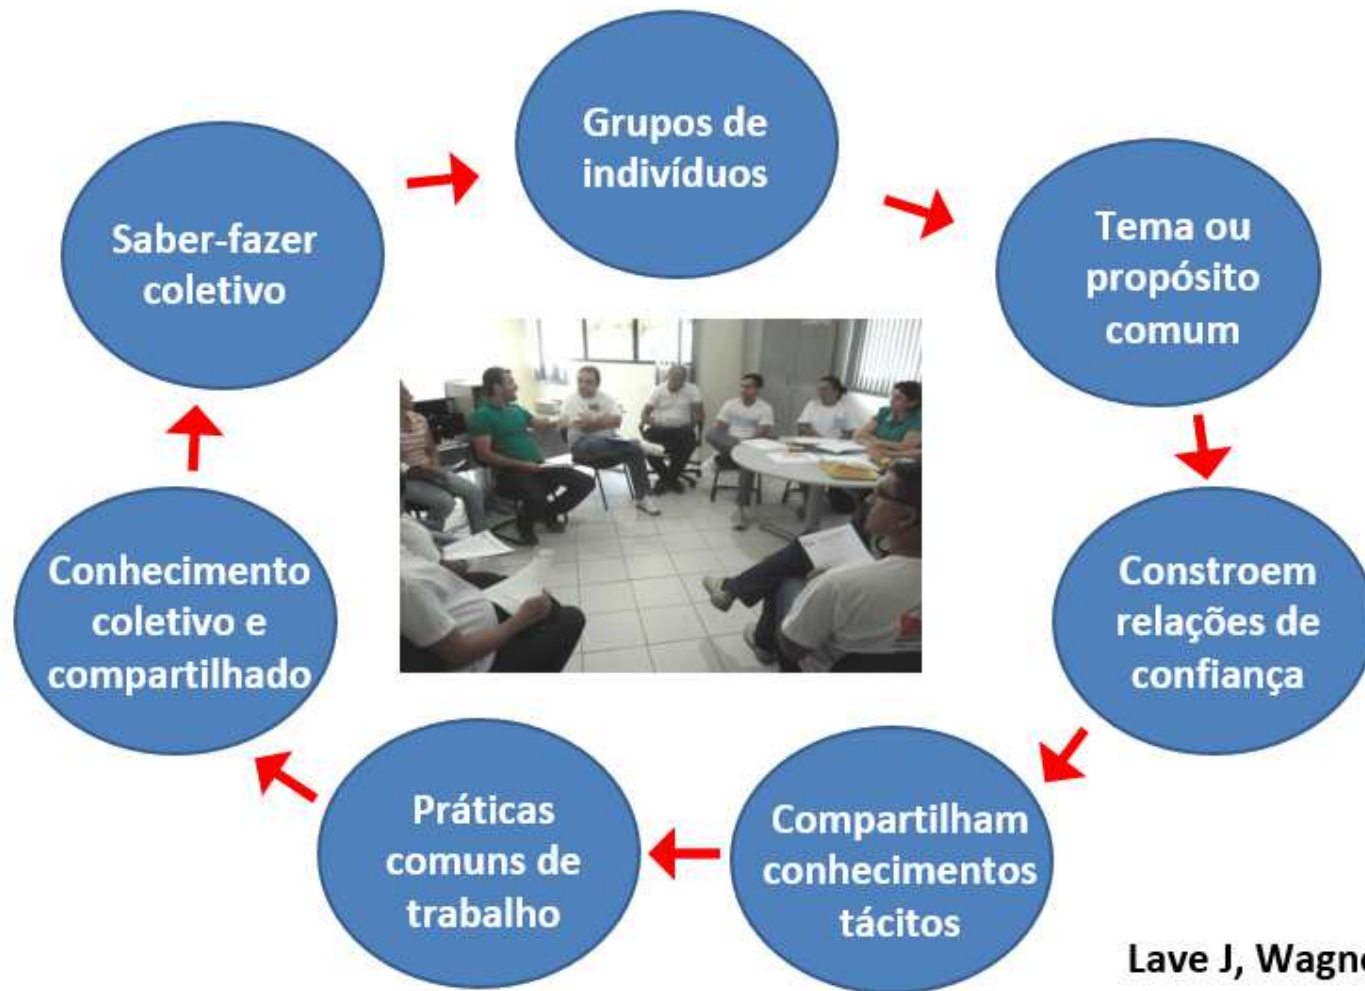 Grupos de
indivíduos
Tema ou
propósito
comum
Constroem
relações de
confiança
Compartilham
conhecimentos
tácitos
Práticas
comuns de
trabalho
Conhecimento
coletivo e
compartilhado
Saber-fazer
coletivo
Lave J, Wagne